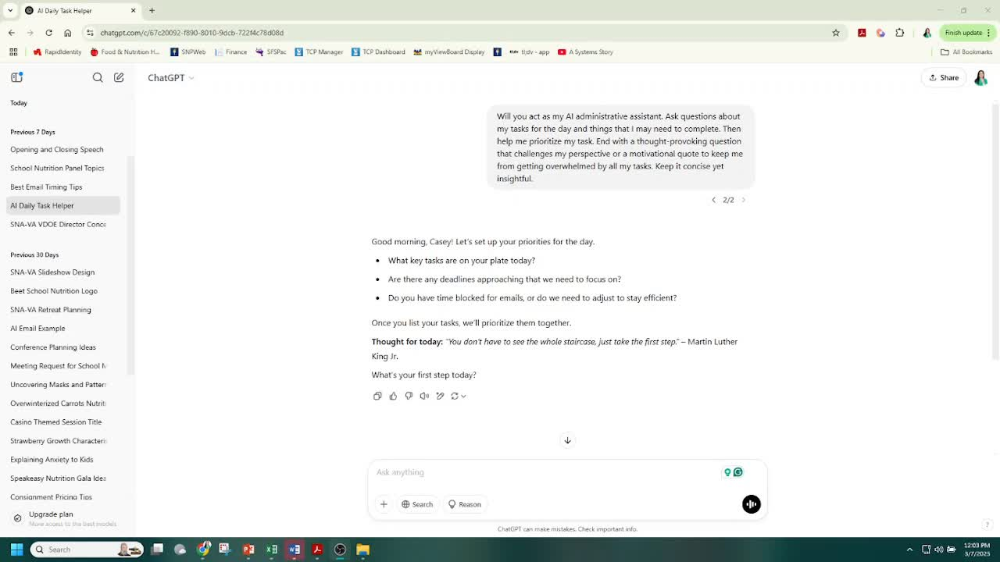 AI Daily Task Helper
chatgpt.com/c/67c20092-f890-8010-9dcb-722f4c78d08d
Finish update
RapidIdentity
Food & Nutrition H...
SNPWeb
Finance
SFSPac
TCP Manager
TCP Dashboard
myViewBoard Display
tl;dv - app
A Systems Story
All Bookmarks
ChatGPT
Share
Today
Previous 7 Days
Opening and Closing Speech
School Nutrition Panel Topics
Best Email Timing Tips
AI Daily Task Helper
SNA-VA VDOE Director Conce
Previous 30 Days
SNA-VA Slideshow Design
Beet School Nutrition Logo
SNA-VA Retreat Planning
AI Email Example
Conference Planning Ideas
Meeting Request for School M
Uncovering Masks and Pattern
Overwinterized Carrots Nutriti
Casino Themed Session Title
Strawberry Growth Characteris
Explaining Anxiety to Kids
Speakeasy Nutrition Gala Idea
Consignment Pricing Tips
Upgrade plan
More access to the best models
Will you act as my AI administrative assistant. Ask questions about
my tasks for the day and things that I may need to complete. Then
help me prioritize my task. End with a thought-provoking question
that challenges my perspective or a motivational quote to keep me
from getting overwhelmed by all my tasks. Keep it concise yet
insightful.
2/2
Good morning, Casey! Let's set up your priorities for the day.
• What key tasks are on your plate today?
• Are there any deadlines approaching that we need to focus on?
• Do you have time blocked for emails, or do we need to adjust to stay efficient?
Once you list your tasks, we'll prioritize them together.
Thought for today: "You don't have to see the whole staircase, just take the first step." – Martin Luther
King Jr.
What's your first step today?
Ask anything
Search
Reason
ChatGPT can make mistakes. Check important info.
?
Search
12:03 PM
3/7/2025